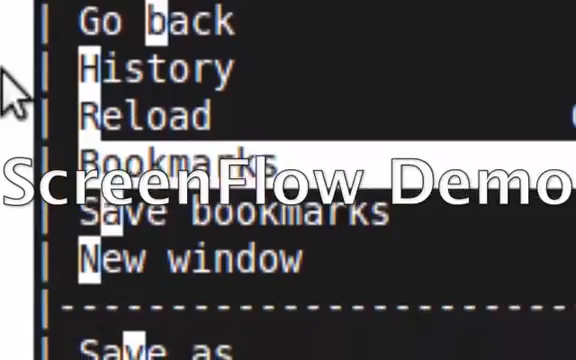 Go back
History
Reload
Bookmarks
ScreenFlow Demo
Save bookmarks
New window
Save as